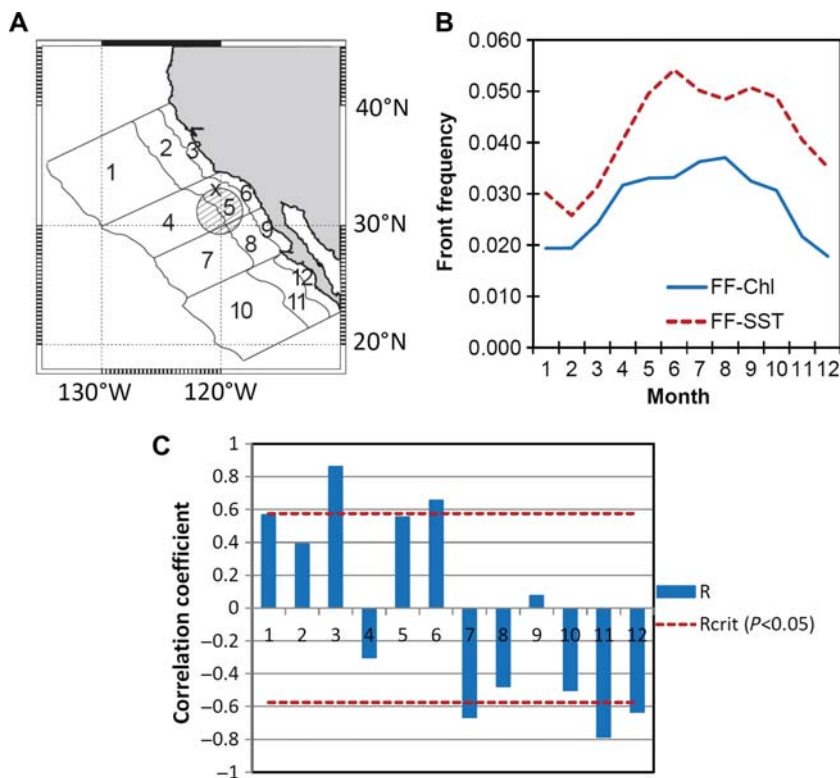 A
40°N
30°N
20°N
130°W 120°W
1
2
3
x
6
5
4
9
8
7
12
11
10
B
Front frequency
0.060
0.050
0.040
0.030
0.020
0.010
0.000
FF-Chl
FF-SST
1 2 3 4 5 6 7 8 9 10 11 12
Month
C
Correlation coefficient
1
0.8
0.6
0.4
0.2
0
–0.2
–0.4
–0.6
–0.8
–1
1 2 3 4 5 6 7 8 9 10 11 12
R
Rcrit (P<0.05)